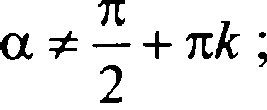 α ≠ π/2 + πk ;